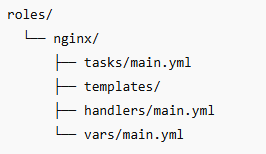 roles/
└── nginx/
    ├── tasks/main.yml
    ├── templates/
    ├── handlers/main.yml
    └── vars/main.yml